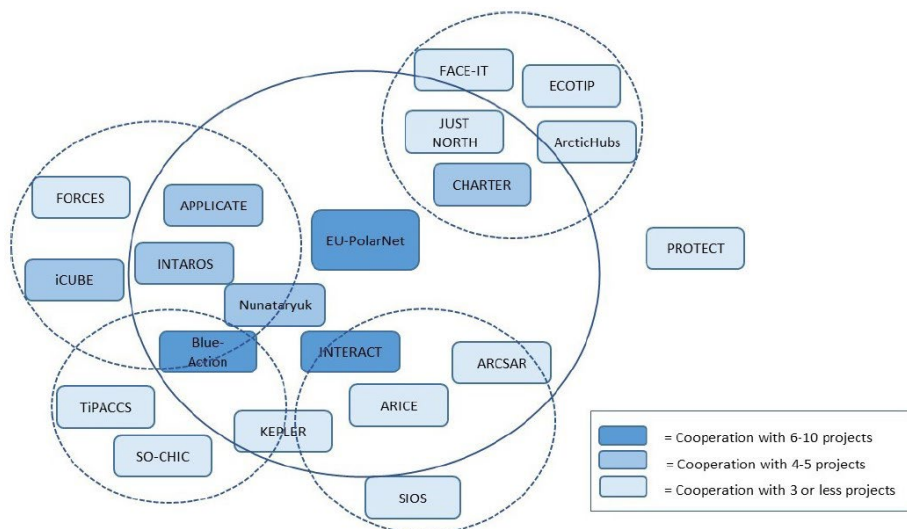 FACE-IT
ECOTIP
JUST
NORTH
ArcticHubs
CHARTER
FORCES
APPLICATE
EU-PolarNet
PROTECT
INTAROS
iCUBE
Nunataryuk
Blue-
Action
INTERACT
ARCSAR
TiPACCS
ARICE
KEPLER
SO-CHIC
SIOS
= Cooperation with 6-10 projects
= Cooperation with 4-5 projects
= Cooperation with 3 or less projects